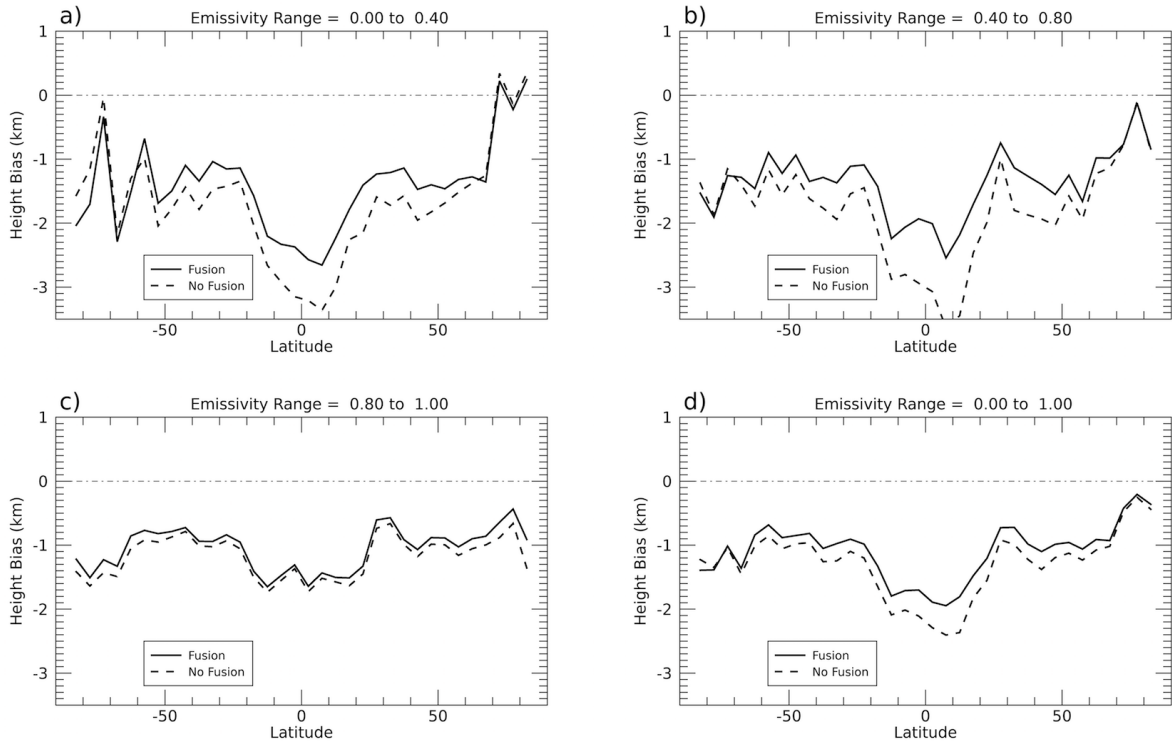 a)
Emissivity Range = 0.00 to 0.40
1
0
-1
-2
-3
Height Bias (km)
Fusion
No Fusion
-50 0 50
Latitude
b)
Emissivity Range = 0.40 to 0.80
1
0
-1
-2
-3
Height Bias (km)
Fusion
No Fusion
-50 0 50
Latitude
c)
Emissivity Range = 0.80 to 1.00
1
0
-1
-2
-3
Height Bias (km)
Fusion
No Fusion
-50 0 50
Latitude
d)
Emissivity Range = 0.00 to 1.00
1
0
-1
-2
-3
Height Bias (km)
Fusion
No Fusion
-50 0 50
Latitude